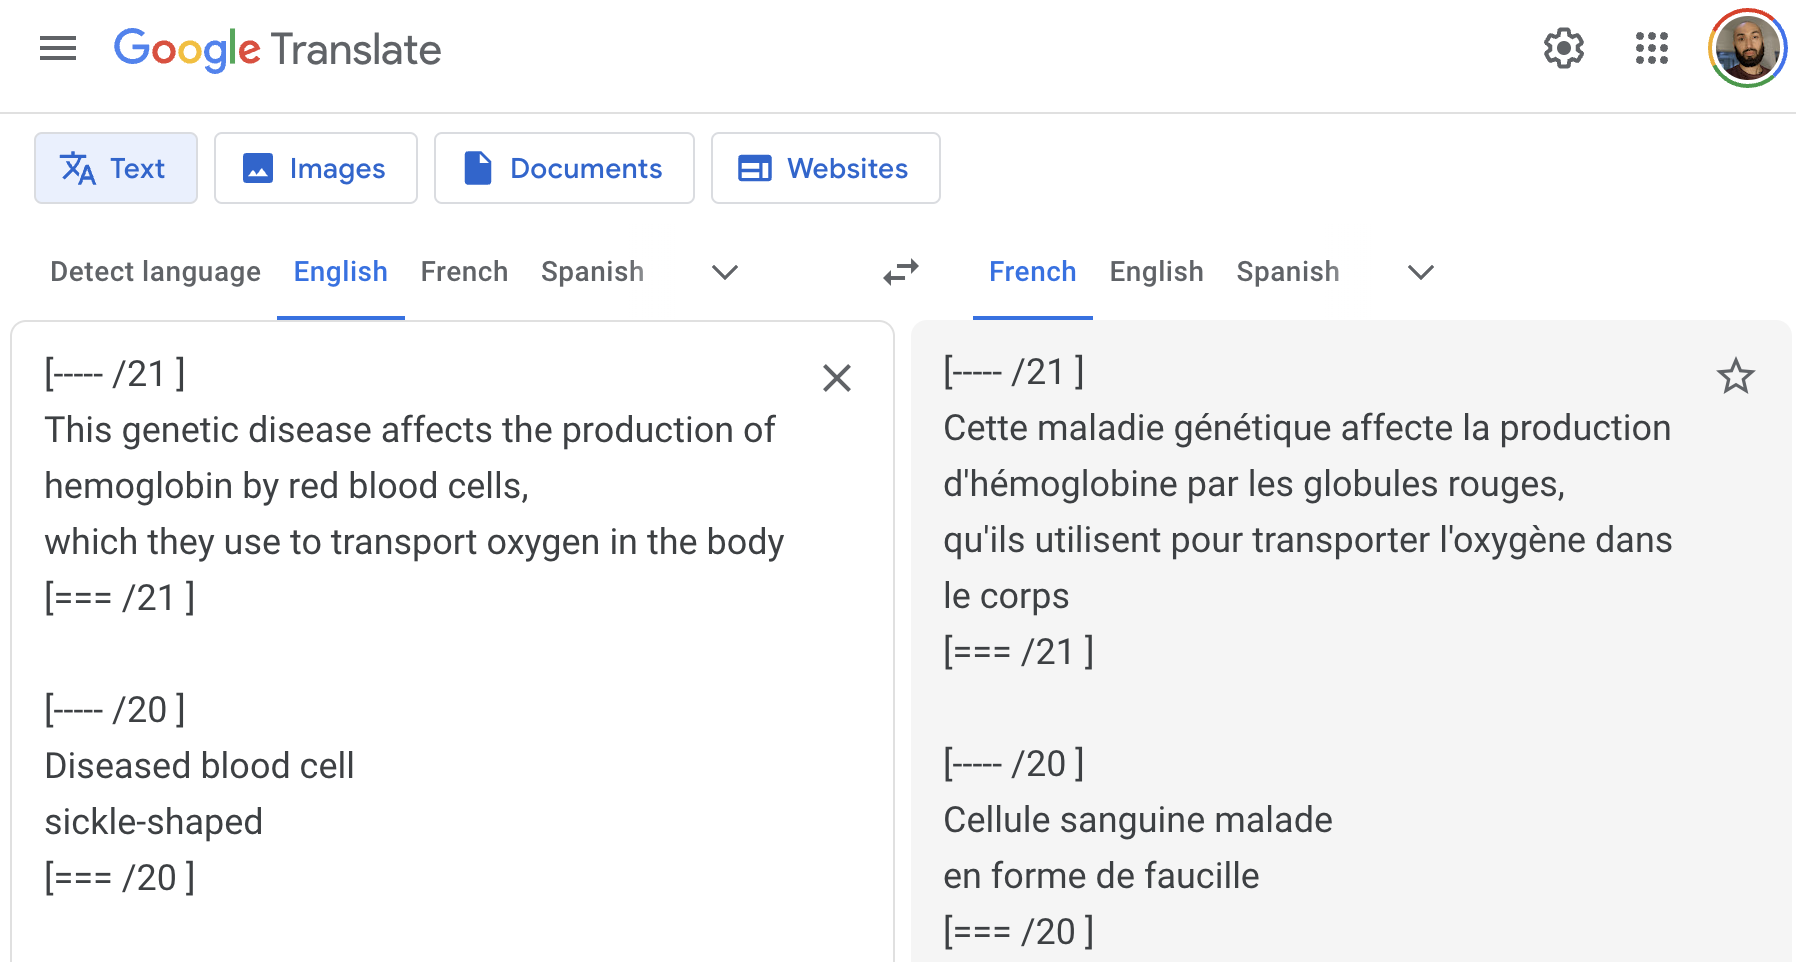 Google Translate
Text
Images
Documents
Websites
Detect language
English
French
Spanish
French
English
Spanish
[----- /21 ]
This genetic disease affects the production of
hemoglobin by red blood cells,
which they use to transport oxygen in the body
[=== /21 ]
[----- /20 ]
Diseased blood cell
sickle-shaped
[=== /20 ]
[----- /21 ]
Cette maladie génétique affecte la production
d'hémoglobine par les globules rouges,
qu'ils utilisent pour transporter l'oxygène dans
le corps
[=== /21 ]
[----- /20 ]
Cellule sanguine malade
en forme de faucille
[=== /20 ]